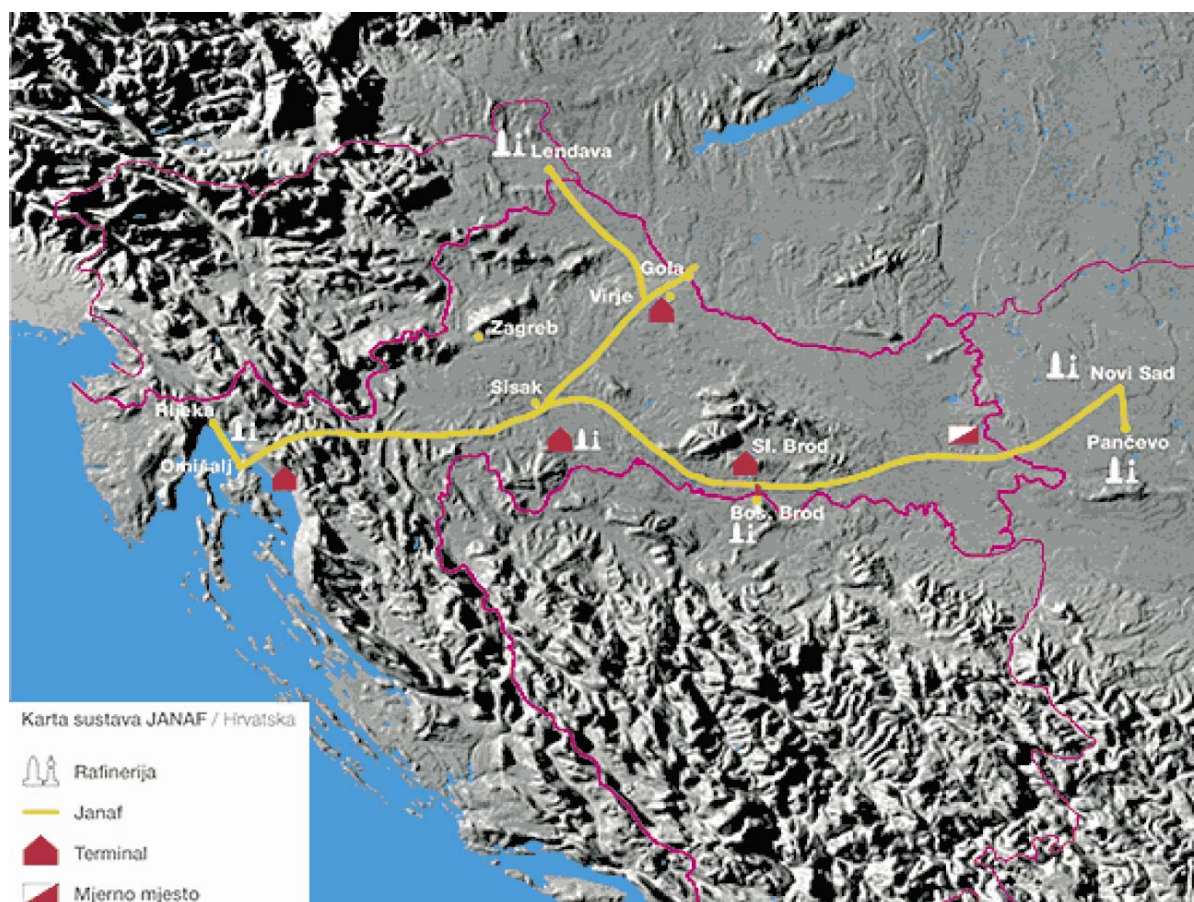 Lendava
Gola
Virje
Zagreb
Sisak
Rijeka
Omišalj
Sl. Brod
Bos. Brod
Novi Sad
Pančevo
Karta sustava JANAF / Hrvatska
Rafinerija
Janaf
Terminal
Mjerno mjesto